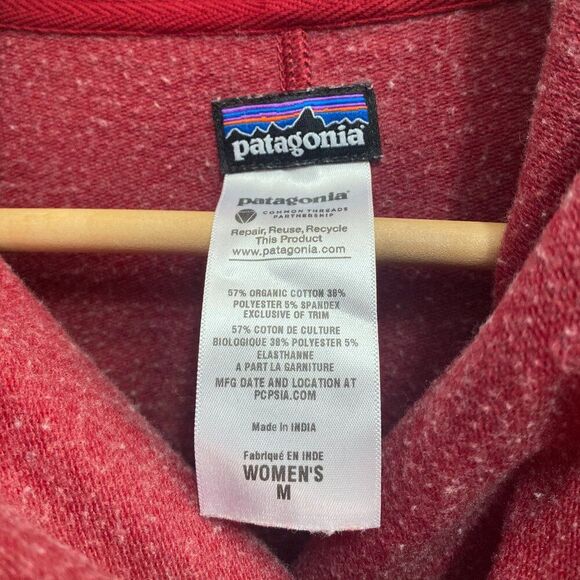 patagonia®
patagonia®
COMMON THREADS
PARTNERSHIP
Repair, Reuse, Recycle
This Product
www.patagonia.com
57% ORGANIC COTTON 38%
POLYESTER 5% SPANDEX
EXCLUSIVE OF TRIM
57% COTON DE CULTURE
BIOLOGIQUE 38% POLYESTER 5%
ELASTHANNE
A PART LA GARNITURE
MFG DATE AND LOCATION AT
PCPSIA.COM
Made In INDIA
Fabriqué EN INDE
WOMEN'S
M